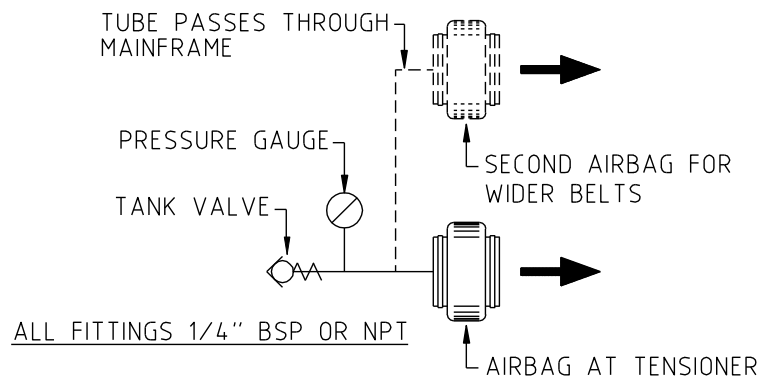 TUBE PASSES THROUGH
MAINFRAME
PRESSURE GAUGE
SECOND AIRBAG FOR
WIDER BELTS
TANK VALVE
ALL FITTINGS 1/4" BSP OR NPT
AIRBAG AT TENSIONER